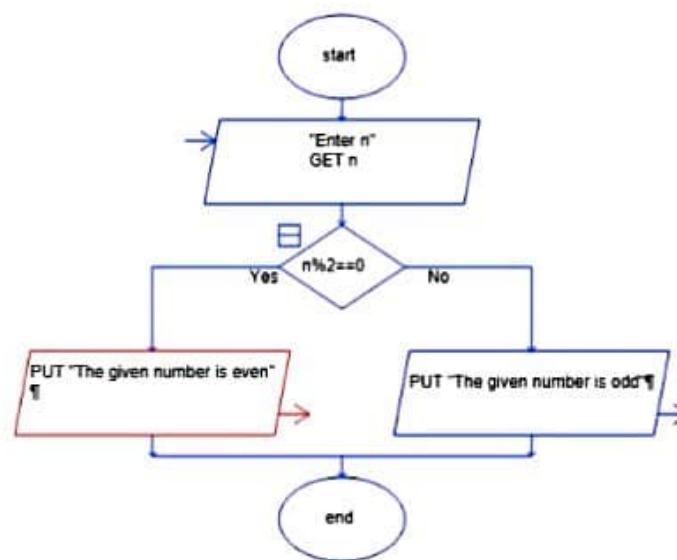 start
"Enter n"
GET n
n%2==0
Yes
No
PUT "The given number is even"
¶
PUT "The given number is odd"¶
end